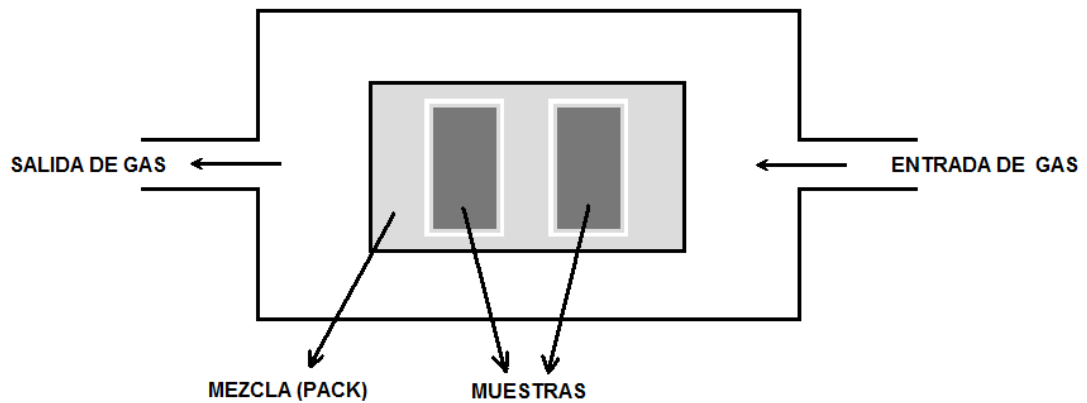 SALIDA DE GAS
ENTRADA DE GAS
MEZCLA (PACK)
MUESTRAS